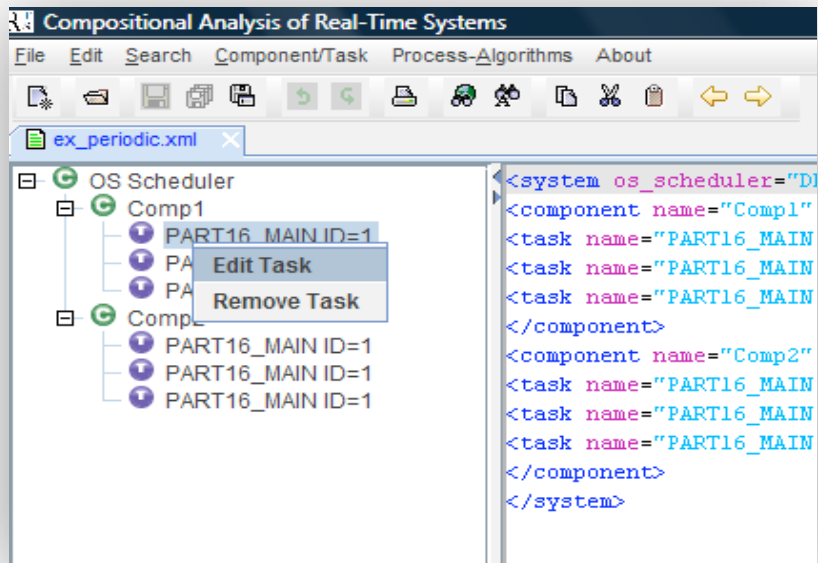 Compositional Analysis of Real-Time Systems
File Edit Search Component/Task Process-Algorithms About
ex_periodic.xml
OS Scheduler
Comp1
PART16_MAIN ID=1
PA
Edit Task
PA
Remove Task
Comp2
PART16_MAIN ID=1
PART16_MAIN ID=1
PART16_MAIN ID=1
<system os_scheduler="D
<component name="Comp1"
<task name="PART16_MAIN
<task name="PART16_MAIN
<task name="PART16_MAIN
</component>
<component name="Comp2"
<task name="PART16_MAIN
<task name="PART16_MAIN
<task name="PART16_MAIN
</component>
</system>